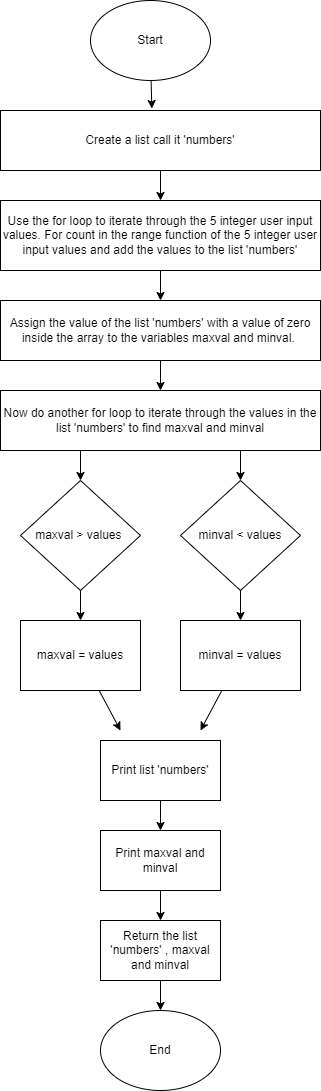 Start
Create a list call it 'numbers'
Use the for loop to iterate through the 5 integer user input
values. For count in the range function of the 5 integer user
input values and add the values to the list 'numbers'
Assign the value of the list 'numbers' with a value of zero
inside the array to the variables maxval and minval.
Now do another for loop to iterate through the values in the
list 'numbers' to find maxval and minval
maxval > values
minval < values
maxval = values
minval = values
Print list 'numbers'
Print maxval and
minval
Return the list
'numbers' , maxval
and minval
End